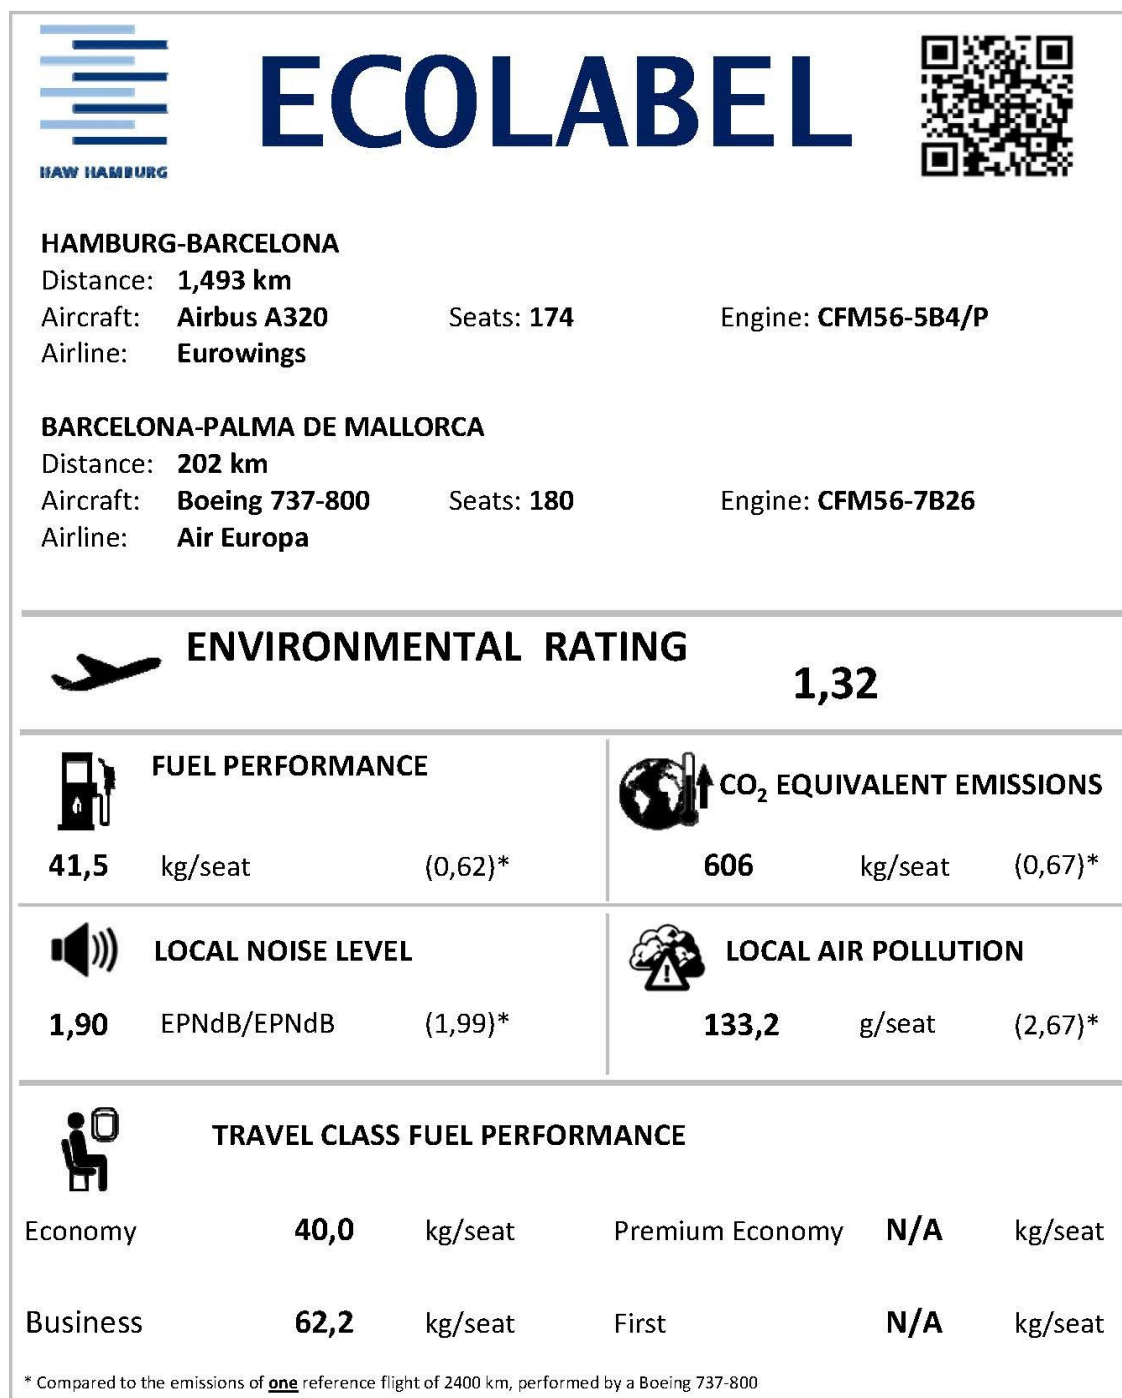 ECOLABEL
HAW HAMBURG
HAMBURG-BARCELONA
Distance: 1,493 km
Aircraft: Airbus A320 Seats: 174 Engine: CFM56-5B4/P
Airline: Eurowings
BARCELONA-PALMA DE MALLORCA
Distance: 202 km
Aircraft: Boeing 737-800 Seats: 180 Engine: CFM56-7B26
Airline: Air Europa
ENVIRONMENTAL RATING
1,32
FUEL PERFORMANCE
41,5 kg/seat (0,62)*
CO₂ EQUIVALENT EMISSIONS
606 kg/seat (0,67)*
LOCAL NOISE LEVEL
1,90 EPNdB/EPNdB (1,99)*
LOCAL AIR POLLUTION
133,2 g/seat (2,67)*
TRAVEL CLASS FUEL PERFORMANCE
Economy 40,0 kg/seat Premium Economy N/A kg/seat
Business 62,2 kg/seat First N/A kg/seat
* Compared to the emissions of one reference flight of 2400 km, performed by a Boeing 737-800